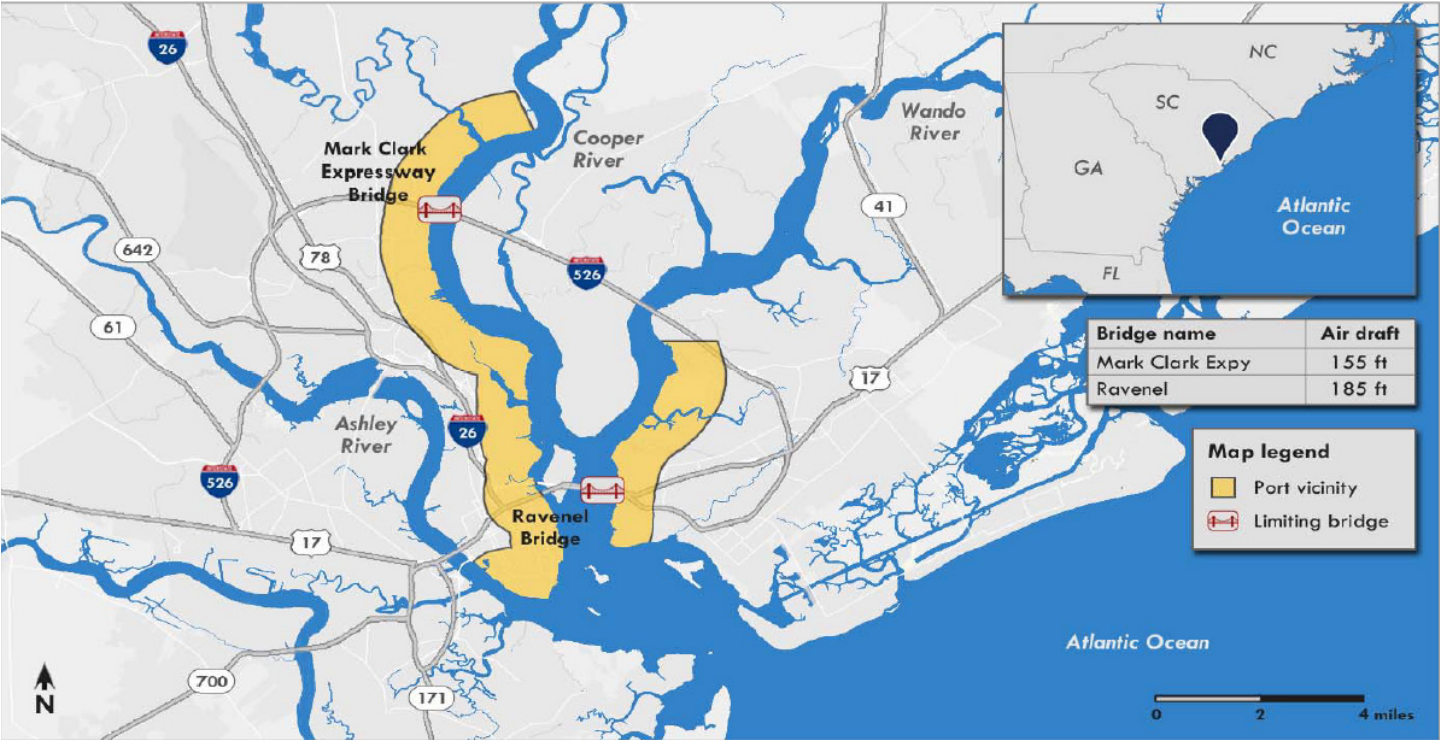 INTERSTATE
26
Mark Clark
Expressway
Bridge
Cooper
River
Wando
River
NC
SC
GA
FL
Atlantic
Ocean
41
642
78
526
61
17
Bridge name Air draft
Mark Clark Expy 155 ft
Ravenel 185 ft
Ashley
River
26
526
17
Ravenel
Bridge
Map legend
Port vicinity
Limiting bridge
Atlantic Ocean
700
171
N
0 2 4 miles